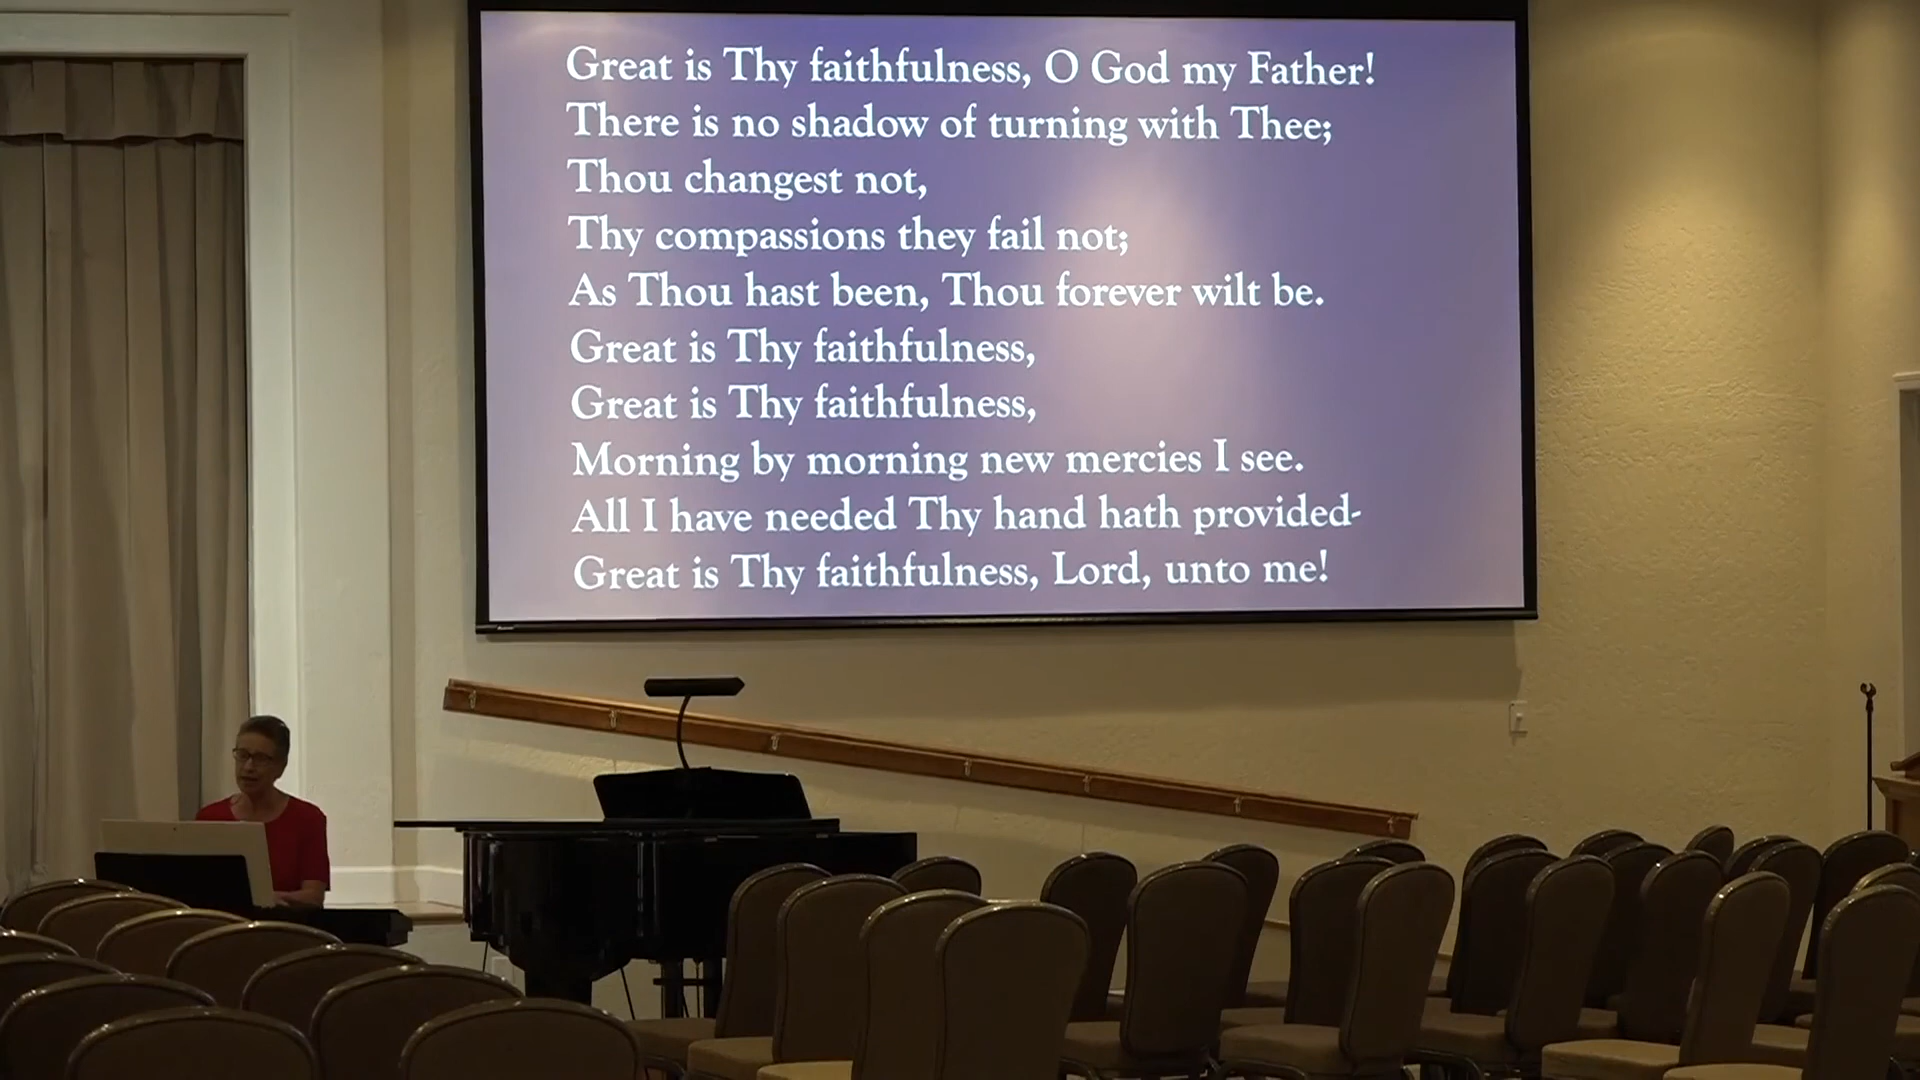 Great is Thy faithfulness, O God my Father!
There is no shadow of turning with Thee;
Thou changest not,
Thy compassions they fail not;
As Thou hast been, Thou forever wilt be.
Great is Thy faithfulness,
Great is Thy faithfulness,
Morning by morning new mercies I see.
All I have needed Thy hand hath provided-
Great is Thy faithfulness, Lord, unto me!